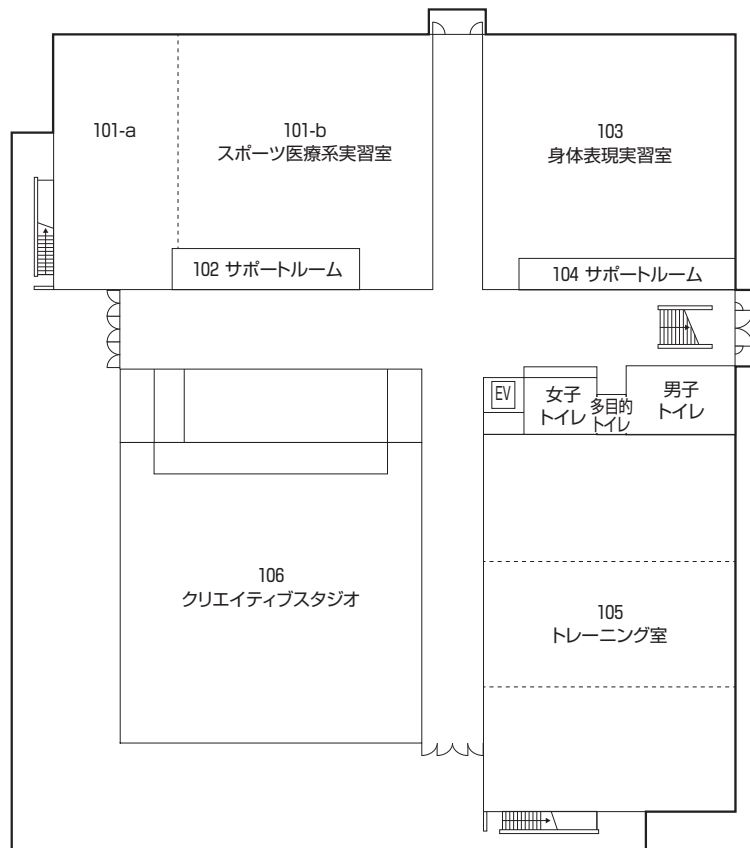 101-a
101-b
スポーツ医療系実習室
103
身体表現実習室
102 サポートルーム
104 サポートルーム
EV
女子
トイレ
多目的
トイレ
男子
トイレ
106
クリエイティブスタジオ
105
トレーニング室